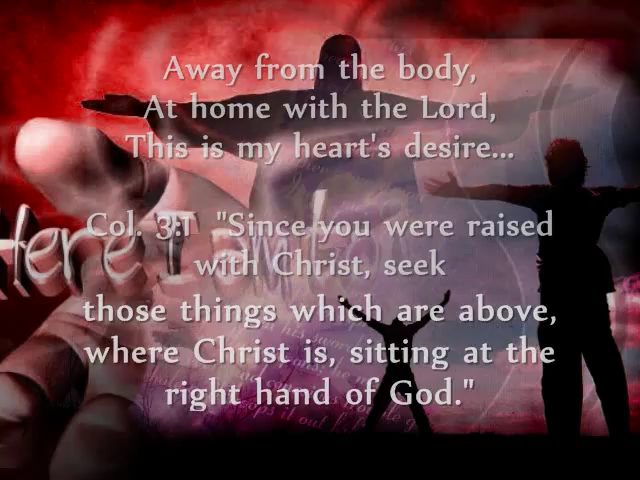 Away from the body,
At home with the Lord,
This is my heart's desire...
Col. 3:1 "Since you were raised
with Christ, seek
those things which are above,
where Christ is, sitting at the
right hand of God."
Here I am